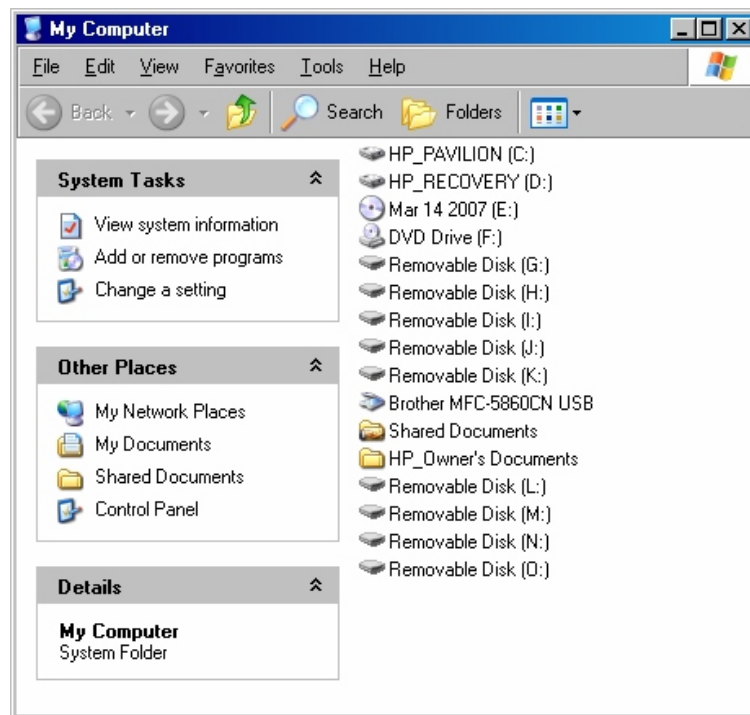 My Computer
File Edit View Favorites Tools Help
Back Search Folders
System Tasks
View system information
Add or remove programs
Change a setting
Other Places
My Network Places
My Documents
Shared Documents
Control Panel
Details
My Computer
System Folder
HP_PAVILION (C:)
HP_RECOVERY (D:)
Mar 14 2007 (E:)
DVD Drive (F:)
Removable Disk (G:)
Removable Disk (H:)
Removable Disk (I:)
Removable Disk (J:)
Removable Disk (K:)
Brother MFC-5860CN USB
Shared Documents
HP_Owner's Documents
Removable Disk (L:)
Removable Disk (M:)
Removable Disk (N:)
Removable Disk (O:)